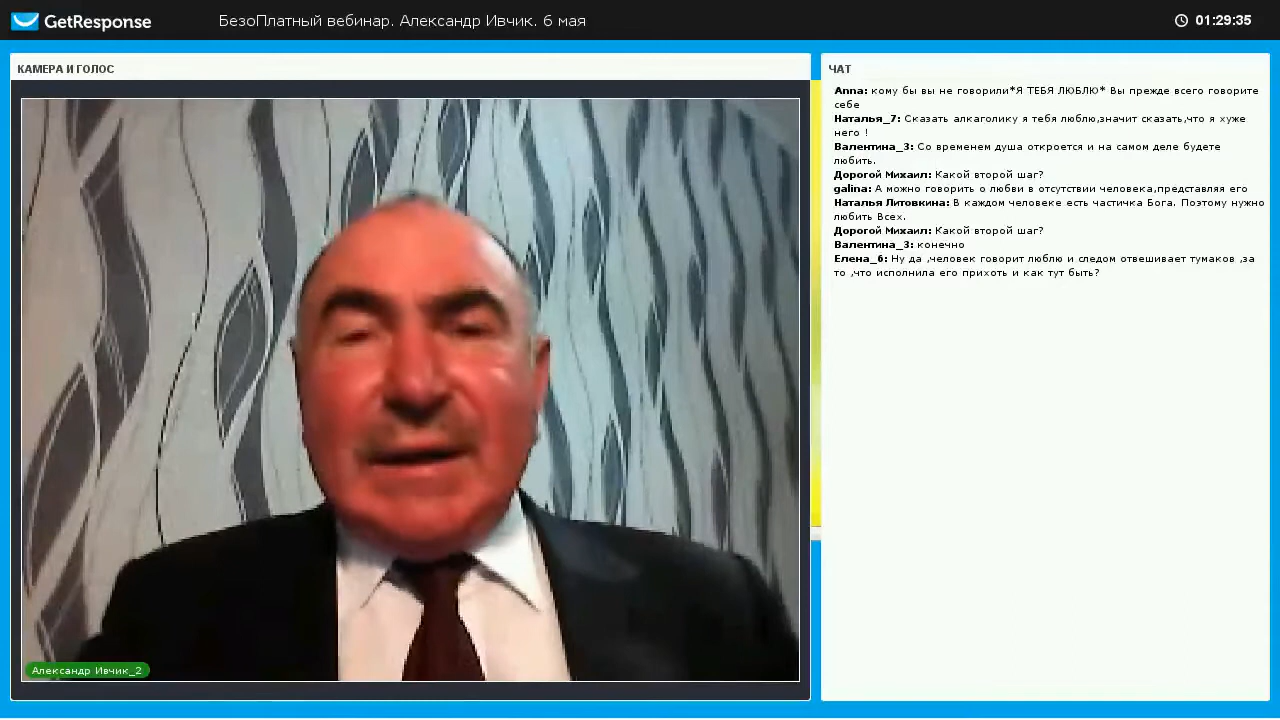 GetResponse
БезоПлатный вебинар. Александр Ивчик. 6 мая
01:29:35
КАМЕРА И ГОЛОС
Александр Ивчик_2
ЧАТ
Anna: кому бы вы не говорили*Я ТЕБЯ ЛЮБЛЮ* Вы прежде всего говорите
себе
Наталья_7: Сказать алкаголику я тебя люблю,значит сказать,что я хуже
него !
Валентина_3: Со временем душа откроется и на самом деле будете
любить.
Дорогой Михаил: Какой второй шаг?
galina: А можно говорить о любви в отсутствии человека,представляя его
Наталья Литовкина: В каждом человеке есть частичка Бога. Поэтому нужно
любить Всех.
Дорогой Михаил: Какой второй шаг?
Валентина_3: конечно
Елена_6: Ну да ,человек говорит люблю и следом отвешивает тумаков ,за
то ,что исполнила его прихоть и как тут быть?